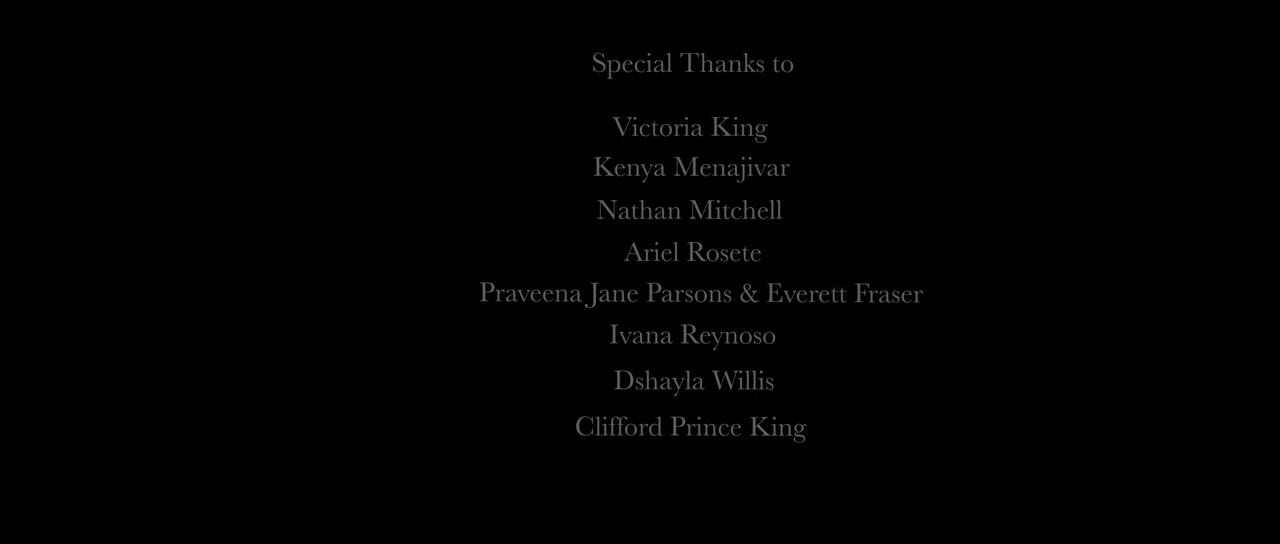 Special Thanks to
Victoria King
Kenya Menajivar
Nathan Mitchell
Ariel Rosete
Praveena Jane Parsons & Everett Fraser
Ivana Reynoso
Dshayla Willis
Clifford Prince King